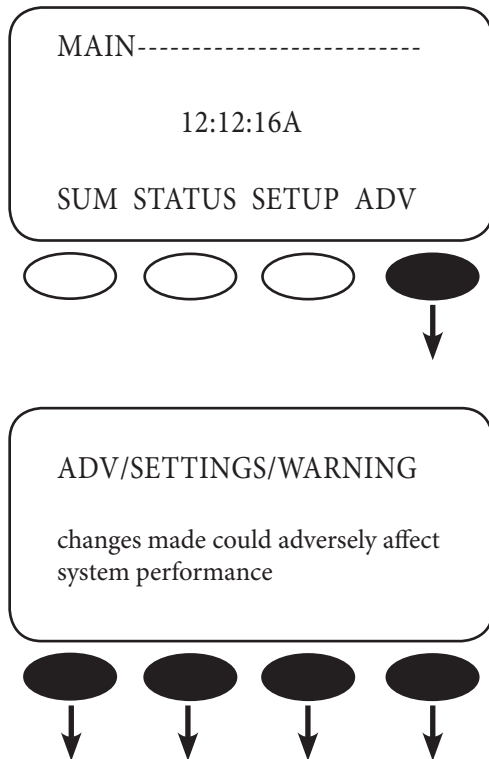 MAIN--------------------------
12:12:16A
SUM STATUS SETUP ADV
ADV/SETTINGS/WARNING
changes made could adversely affect
system performance